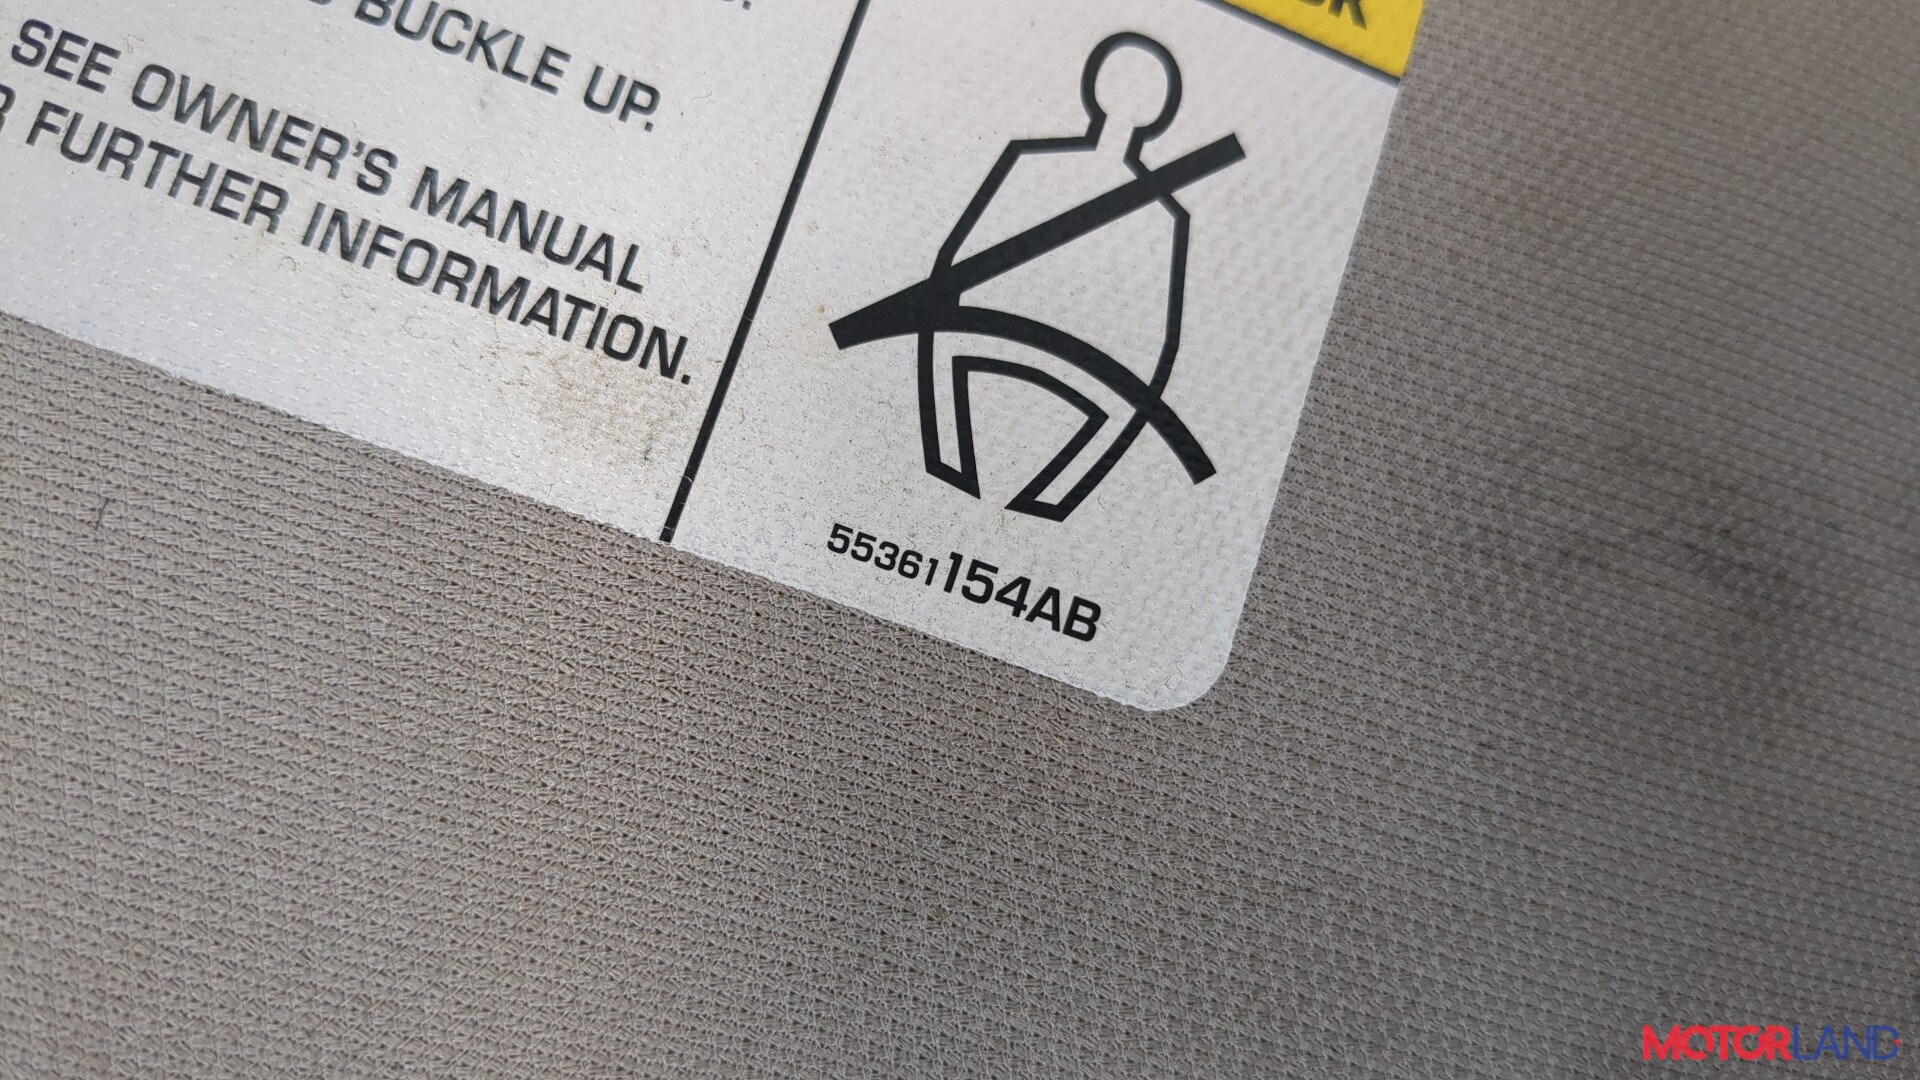 BUCKLE UP.
SEE OWNER'S MANUAL
FURTHER INFORMATION.
55361154AB
MOTORLAND